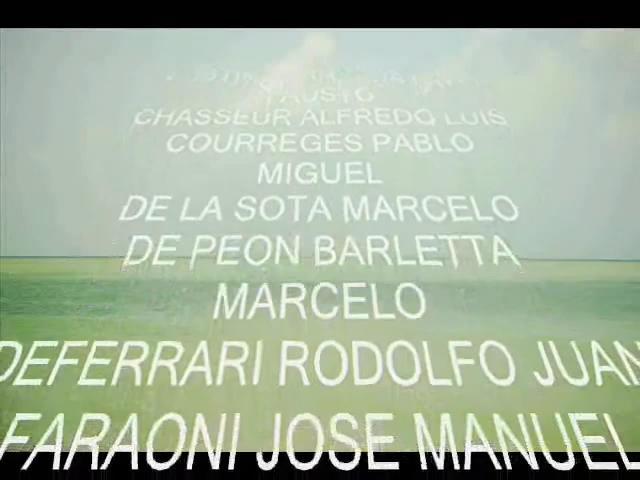 FAUSTO
CHASSEUR ALFREDO LUIS
COURREGES PABLO
MIGUEL
DE LA SOTA MARCELO
DE PEON BARLETTA
MARCELO
DEFERRARI RODOLFO JUAN
FARAONI JOSE MANUEL